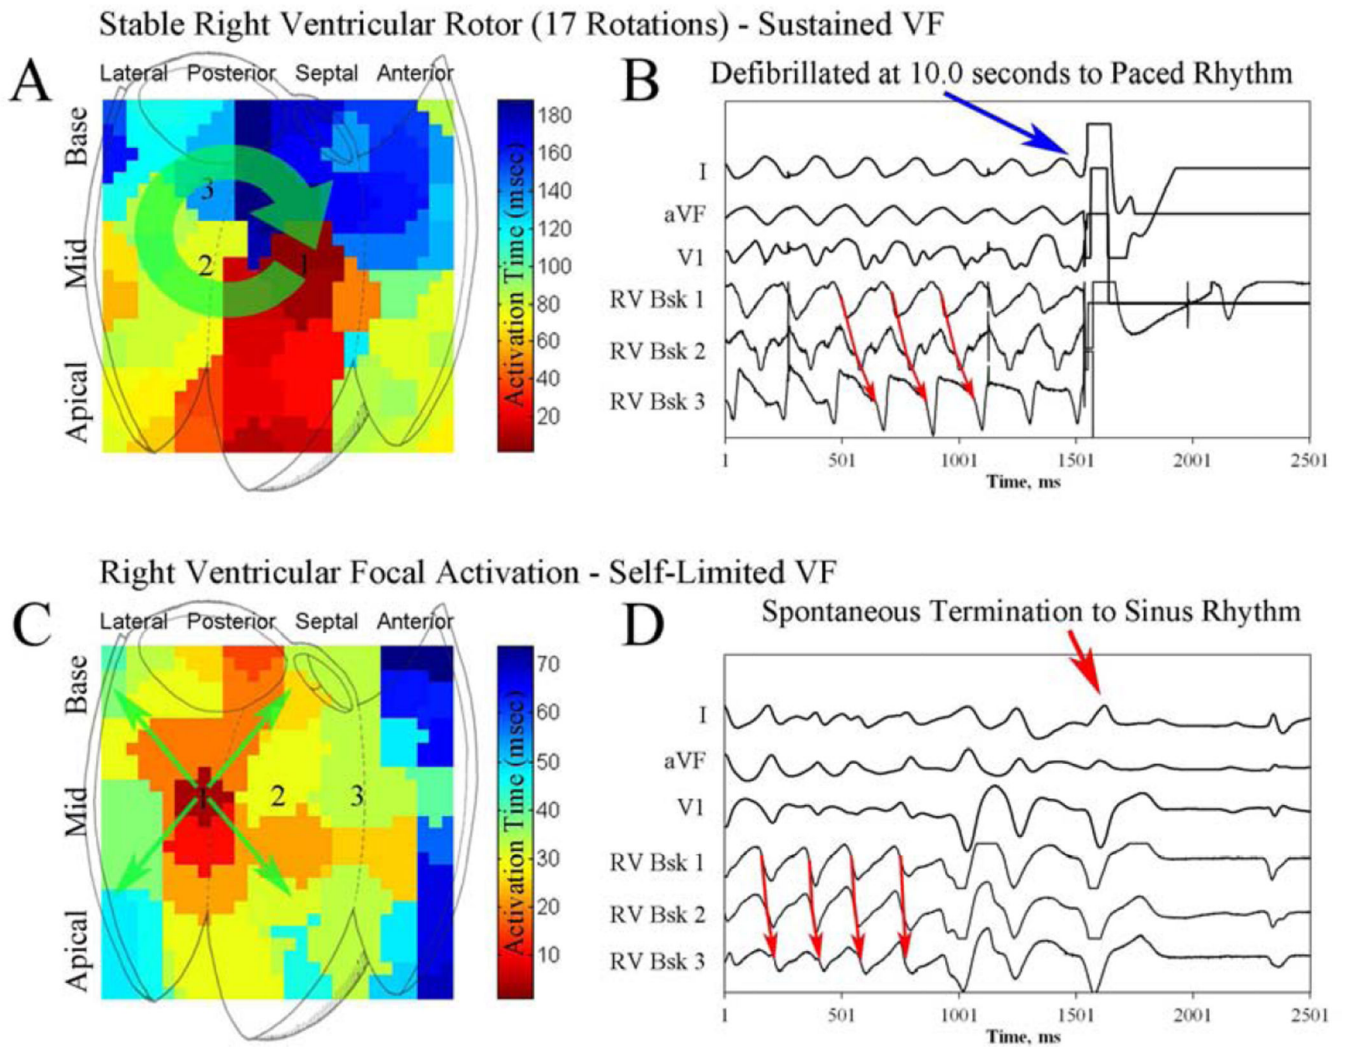 Stable Right Ventricular Rotor (17 Rotations) - Sustained VF
A
Lateral Posterior Septal Anterior
Base
Mid
Apical
3
2
1
180
160
140
120
100
80
60
40
20
Activation Time (msec)
B
Defibrillated at 10.0 seconds to Paced Rhythm
I
aVF
V1
RV Bsk 1
RV Bsk 2
RV Bsk 3
1 501 1001 1501 2001 2501
Time, ms
Right Ventricular Focal Activation - Self-Limited VF
C
Lateral Posterior Septal Anterior
Base
Mid
Apical
1 2 3
70
60
50
40
30
20
10
Activation Time (msec)
D
Spontaneous Termination to Sinus Rhythm
I
aVF
V1
RV Bsk 1
RV Bsk 2
RV Bsk 3
1 501 1001 1501 2001 2501
Time, ms